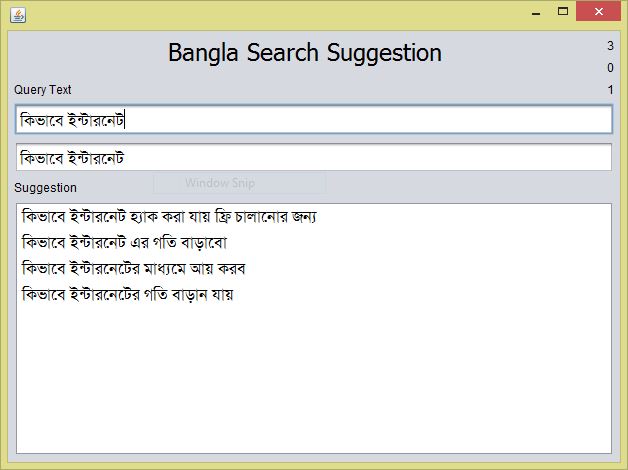 Bangla Search Suggestion
3
0
Query Text
1
কিভাবে ইন্টারনেট
কিভাবে ইন্টারনেট
Window Snip
Suggestion
কিভাবে ইন্টারনেট হ্যাক করা যায় ফ্রি চালানোর জন্য
কিভাবে ইন্টারনেট এর গতি বাড়াবো
কিভাবে ইন্টারনেটের মাধ্যমে আয় করব
কিভাবে ইন্টারনেটের গতি বাড়ান যায়